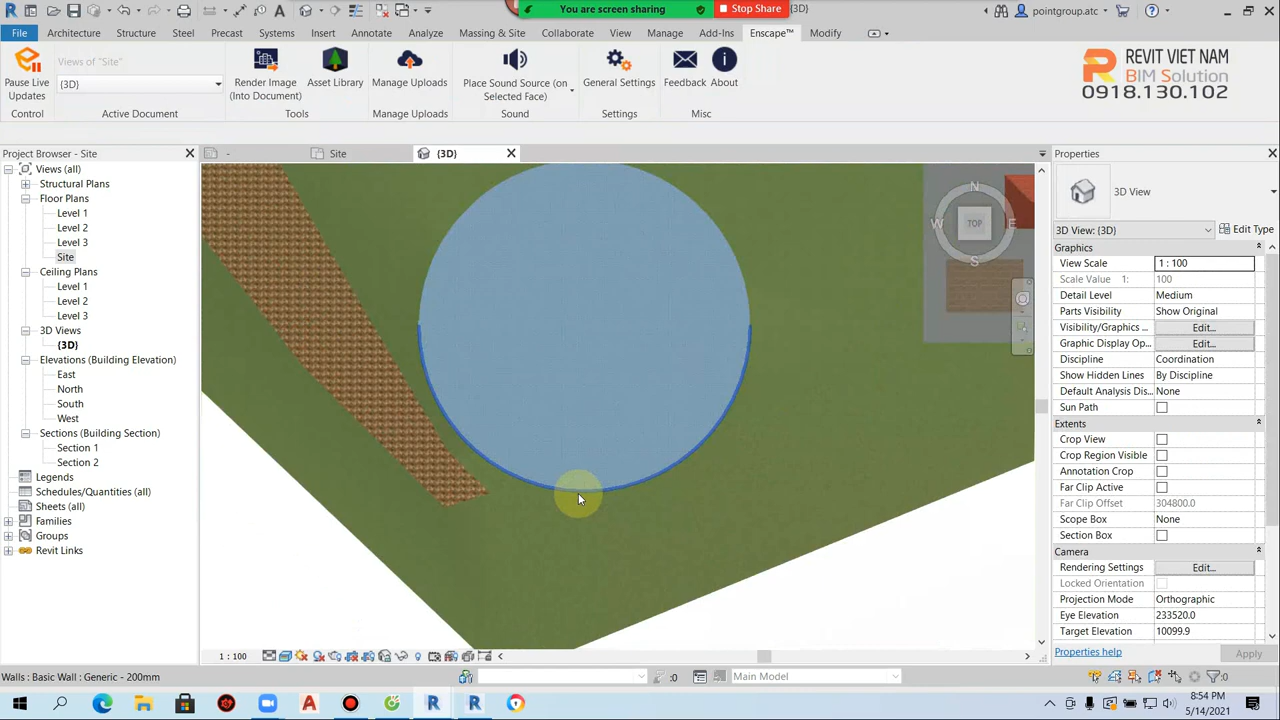 You are screen sharing
Stop Share
(3D)
pointgroup.atc
File
Architecture
Structure
Steel
Precast
Systems
Insert
Annotate
Analyze
Massing & Site
Collaborate
View
Manage
Add-Ins
Enscape™
Modify
Pause Live
Updates
Views of "Site"
{3D}
Render Image
(Into Document)
Asset Library
Manage Uploads
Place Sound Source (on
Selected Face)
General Settings
Feedback
About
Control
Active Document
Tools
Manage Uploads
Sound
Settings
Misc
REVIT VIET NAM
BIM Solution
0918.130.102
Project Browser - Site
-
Site
{3D}
Views (all)
Structural Plans
Floor Plans
Level 1
Level 2
Level 3
Site
Ceiling Plans
Level 1
Level 2
Level 3
3D Views
{3D}
Elevations (Building Elevation)
East
North
South
West
Sections (Building Section)
Section 1
Section 2
Legends
Schedules/Quantities (all)
Sheets (all)
Families
Groups
Revit Links
N
W
TOP
E
S
Properties
3D View
3D View: {3D}
Edit Type
Graphics
View Scale
1 : 100
Scale Value 1:
100
Detail Level
Medium
Parts Visibility
Show Original
Visibility/Graphics ...
Edit...
Graphic Display Op...
Edit...
Discipline
Coordination
Show Hidden Lines
By Discipline
Default Analysis Dis...
None
Sun Path
Extents
Crop View
Crop Region Visible
Annotation Crop
Far Clip Active
Far Clip Offset
304800.0
Scope Box
None
Section Box
Camera
Rendering Settings
Edit...
Locked Orientation
Projection Mode
Orthographic
Eye Elevation
233520.0
Target Elevation
10099.9
Properties help
Apply
1 : 100
Walls : Basic Wall : Generic - 200mm
:0
Main Model
:0
8:54 PM
5/14/2021